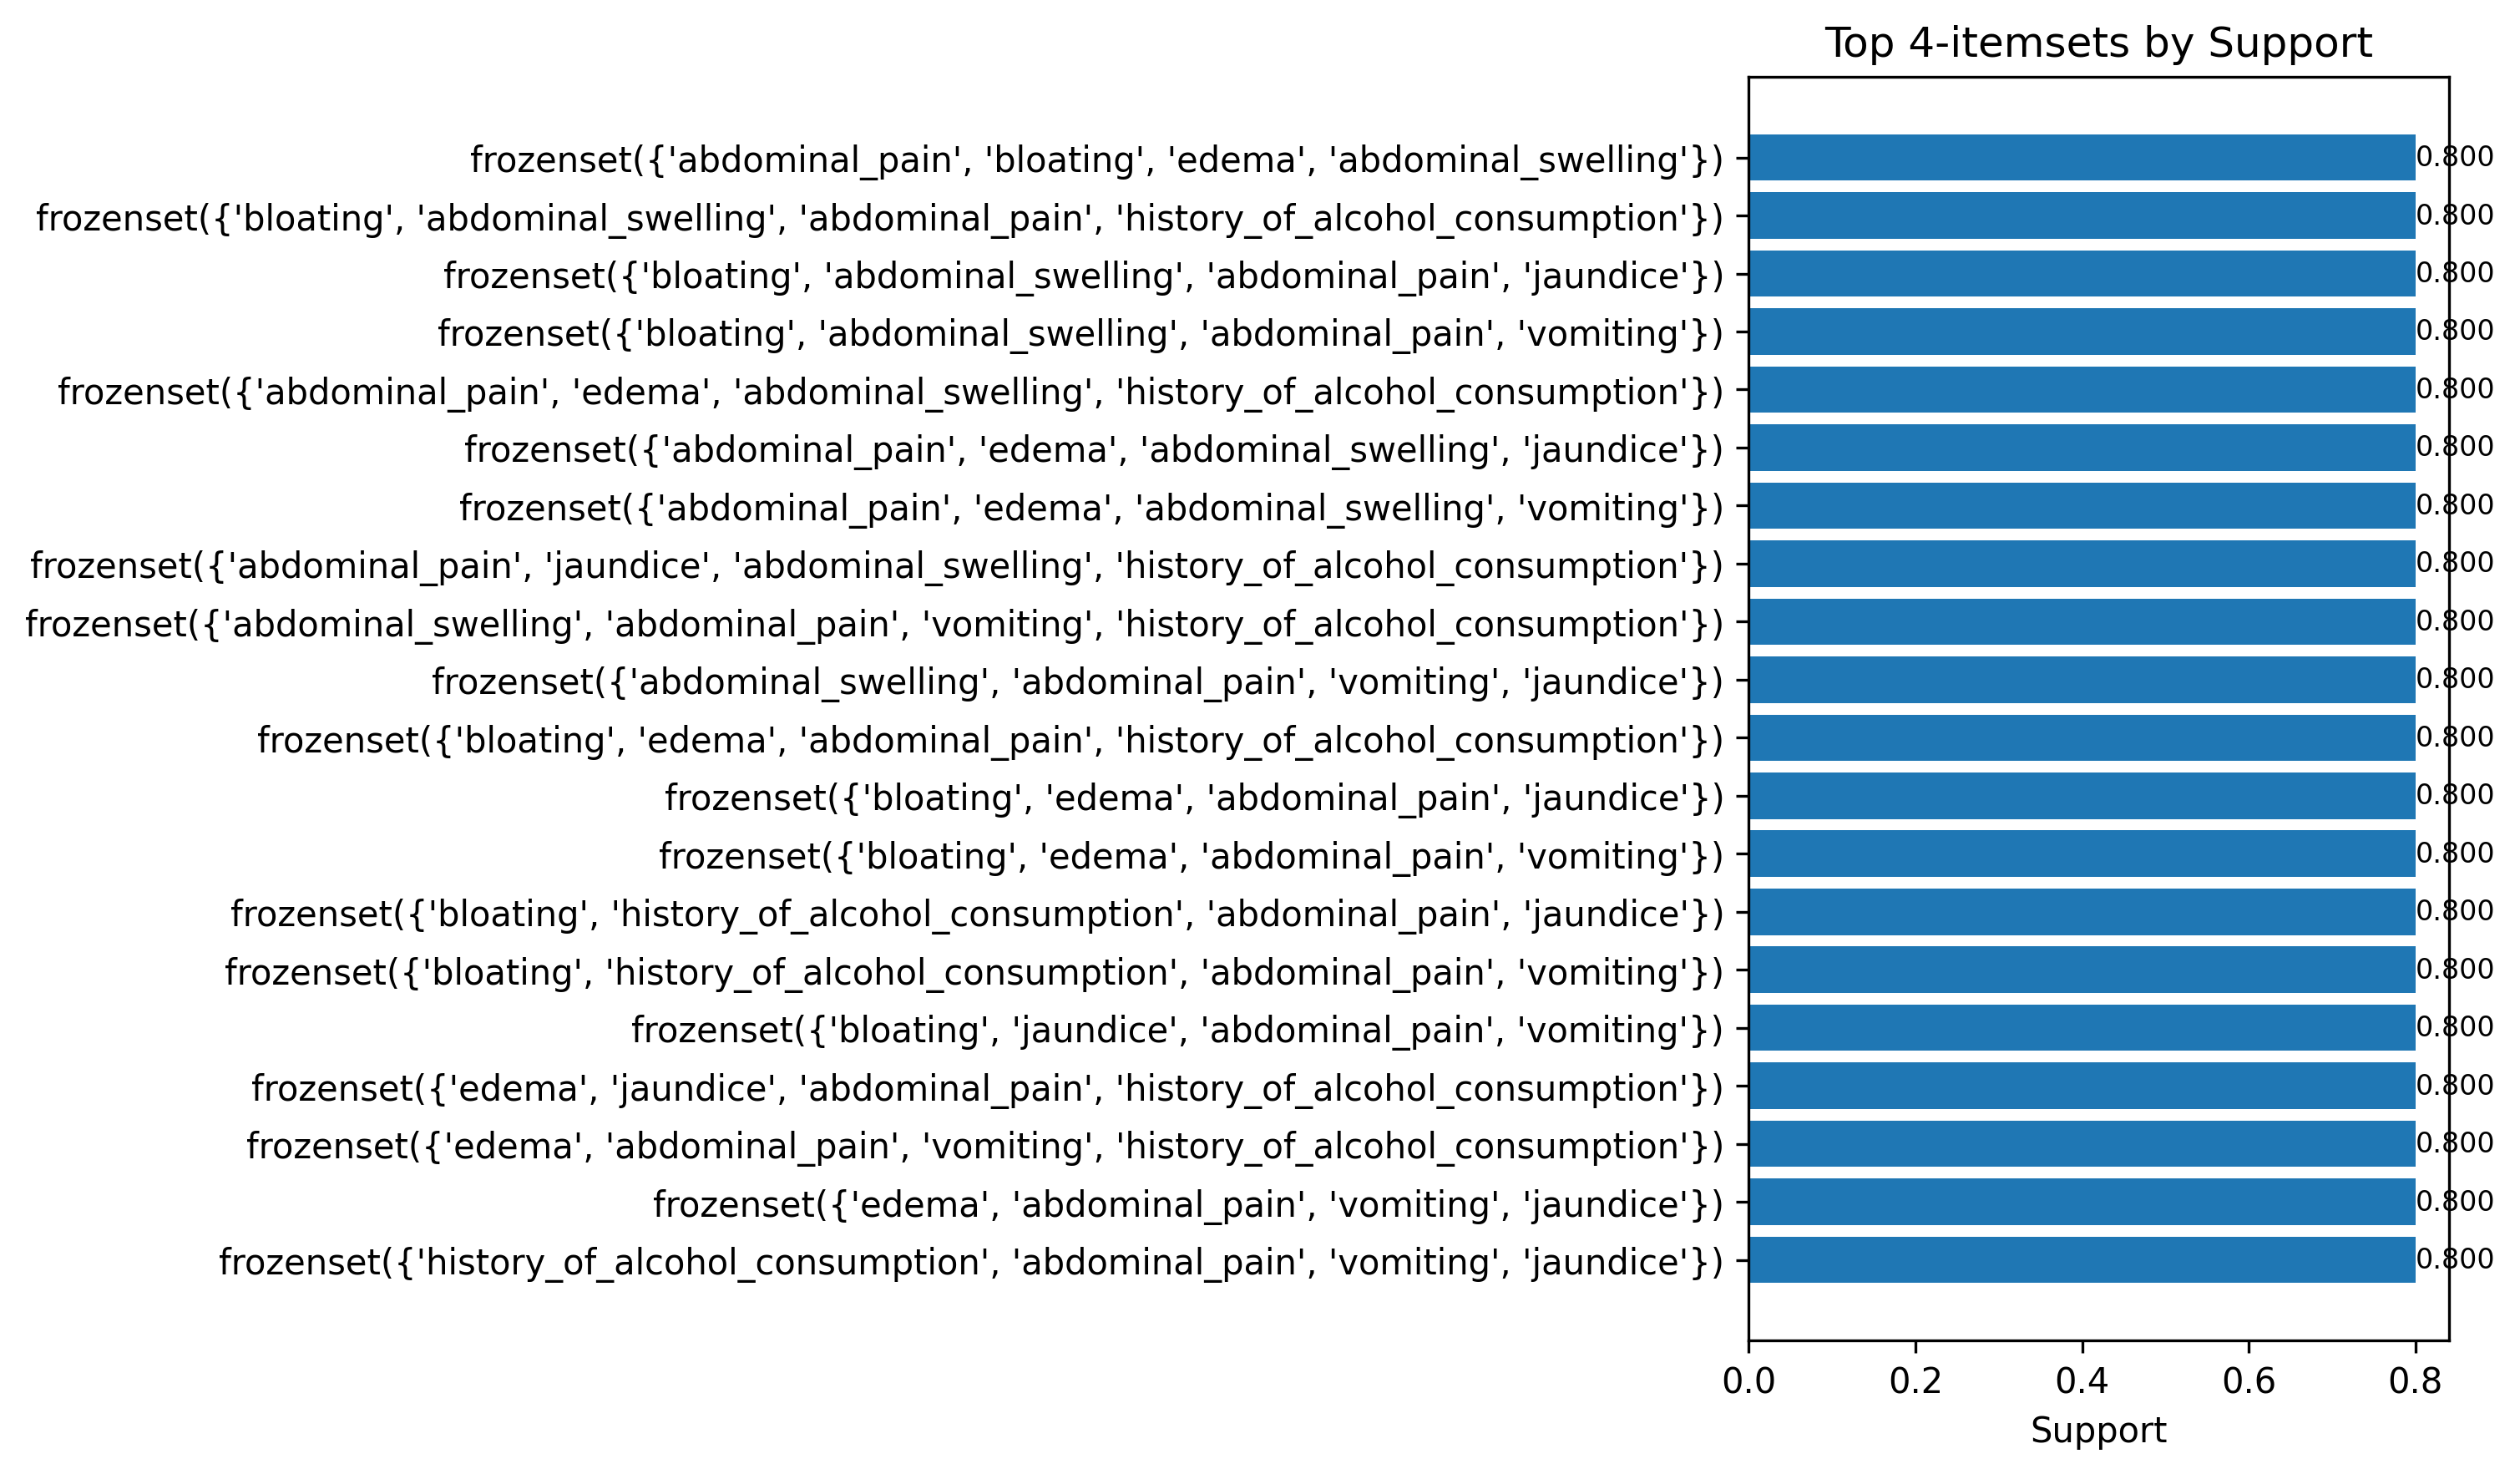 Top 4-itemsets by Support
frozenset({'abdominal_pain', 'bloating', 'edema', 'abdominal_swelling'}) 0.800
frozenset({'bloating', 'abdominal_swelling', 'abdominal_pain', 'history_of_alcohol_consumption'}) 0.800
frozenset({'bloating', 'abdominal_swelling', 'abdominal_pain', 'jaundice'}) 0.800
frozenset({'bloating', 'abdominal_swelling', 'abdominal_pain', 'vomiting'}) 0.800
frozenset({'abdominal_pain', 'edema', 'abdominal_swelling', 'history_of_alcohol_consumption'}) 0.800
frozenset({'abdominal_pain', 'edema', 'abdominal_swelling', 'jaundice'}) 0.800
frozenset({'abdominal_pain', 'edema', 'abdominal_swelling', 'vomiting'}) 0.800
frozenset({'abdominal_pain', 'jaundice', 'abdominal_swelling', 'history_of_alcohol_consumption'}) 0.800
frozenset({'abdominal_swelling', 'abdominal_pain', 'vomiting', 'history_of_alcohol_consumption'}) 0.800
frozenset({'abdominal_swelling', 'abdominal_pain', 'vomiting', 'jaundice'}) 0.800
frozenset({'bloating', 'edema', 'abdominal_pain', 'history_of_alcohol_consumption'}) 0.800
frozenset({'bloating', 'edema', 'abdominal_pain', 'jaundice'}) 0.800
frozenset({'bloating', 'edema', 'abdominal_pain', 'vomiting'}) 0.800
frozenset({'bloating', 'history_of_alcohol_consumption', 'abdominal_pain', 'jaundice'}) 0.800
frozenset({'bloating', 'history_of_alcohol_consumption', 'abdominal_pain', 'vomiting'}) 0.800
frozenset({'bloating', 'jaundice', 'abdominal_pain', 'vomiting'}) 0.800
frozenset({'edema', 'jaundice', 'abdominal_pain', 'history_of_alcohol_consumption'}) 0.800
frozenset({'edema', 'abdominal_pain', 'vomiting', 'history_of_alcohol_consumption'}) 0.800
frozenset({'edema', 'abdominal_pain', 'vomiting', 'jaundice'}) 0.800
frozenset({'history_of_alcohol_consumption', 'abdominal_pain', 'vomiting', 'jaundice'}) 0.800
0.0 0.2 0.4 0.6 0.8
Support